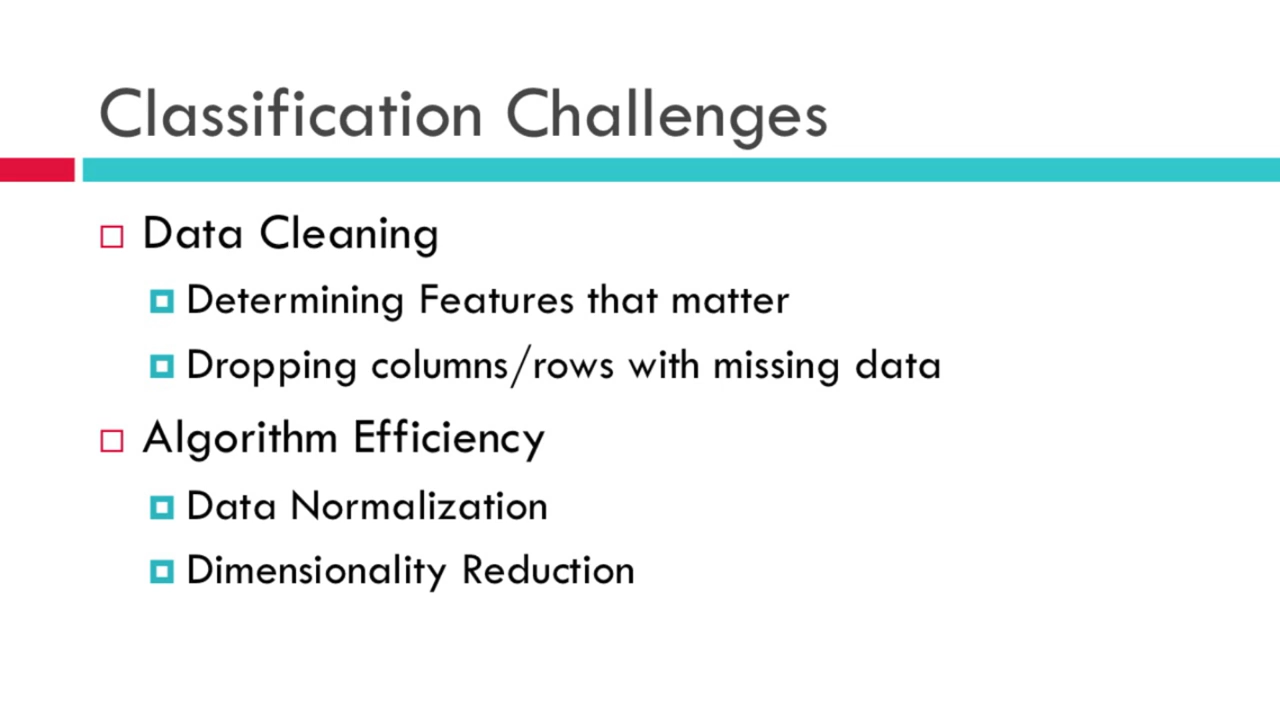 Classification Challenges
Data Cleaning
Determining Features that matter
Dropping columns/rows with missing data
Algorithm Efficiency
Data Normalization
Dimensionality Reduction